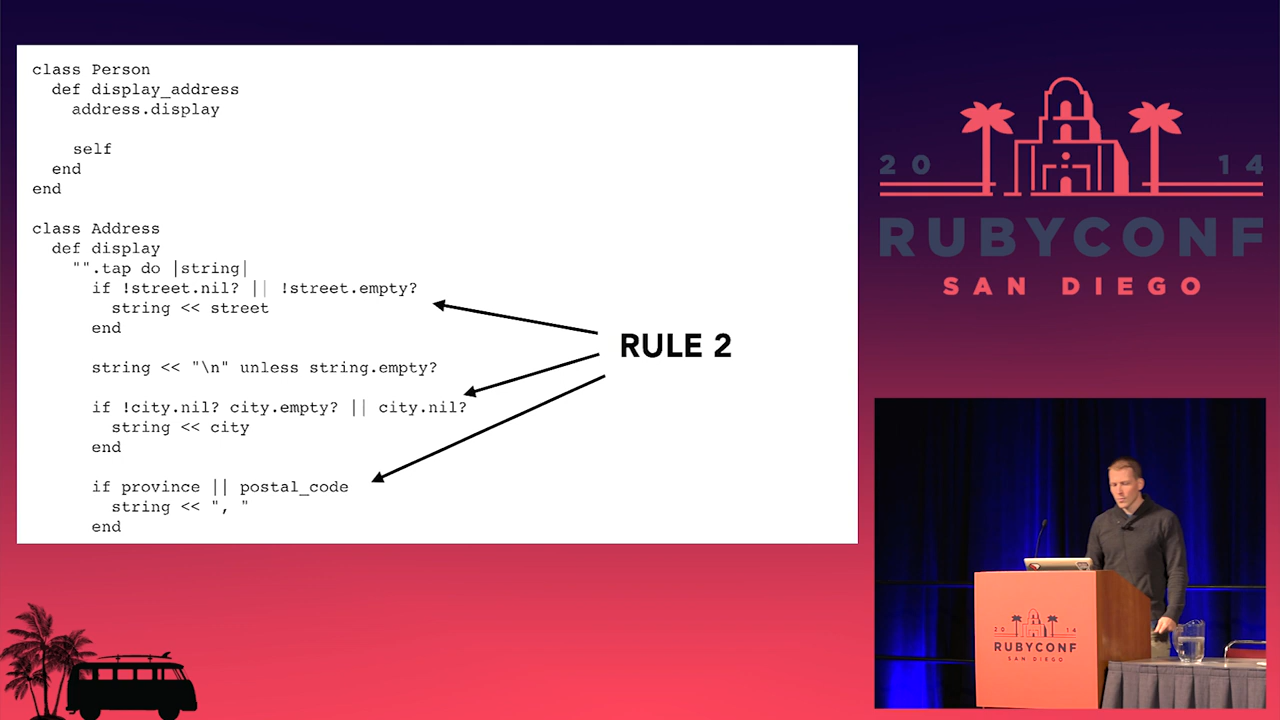 class Person
def display_address
address.display
self
end
end
class Address
def display
"".tap do |string|
if !street.nil? || !street.empty?
string << street
end
string << "\n" unless string.empty?
if !city.nil? city.empty? || city.nil?
string << city
end
if province || postal_code
string << ", "
end
RULE 2
20 14
RUBYCONF
SAN DIEGO
20 14
RUBYCONF
SAN DIEGO